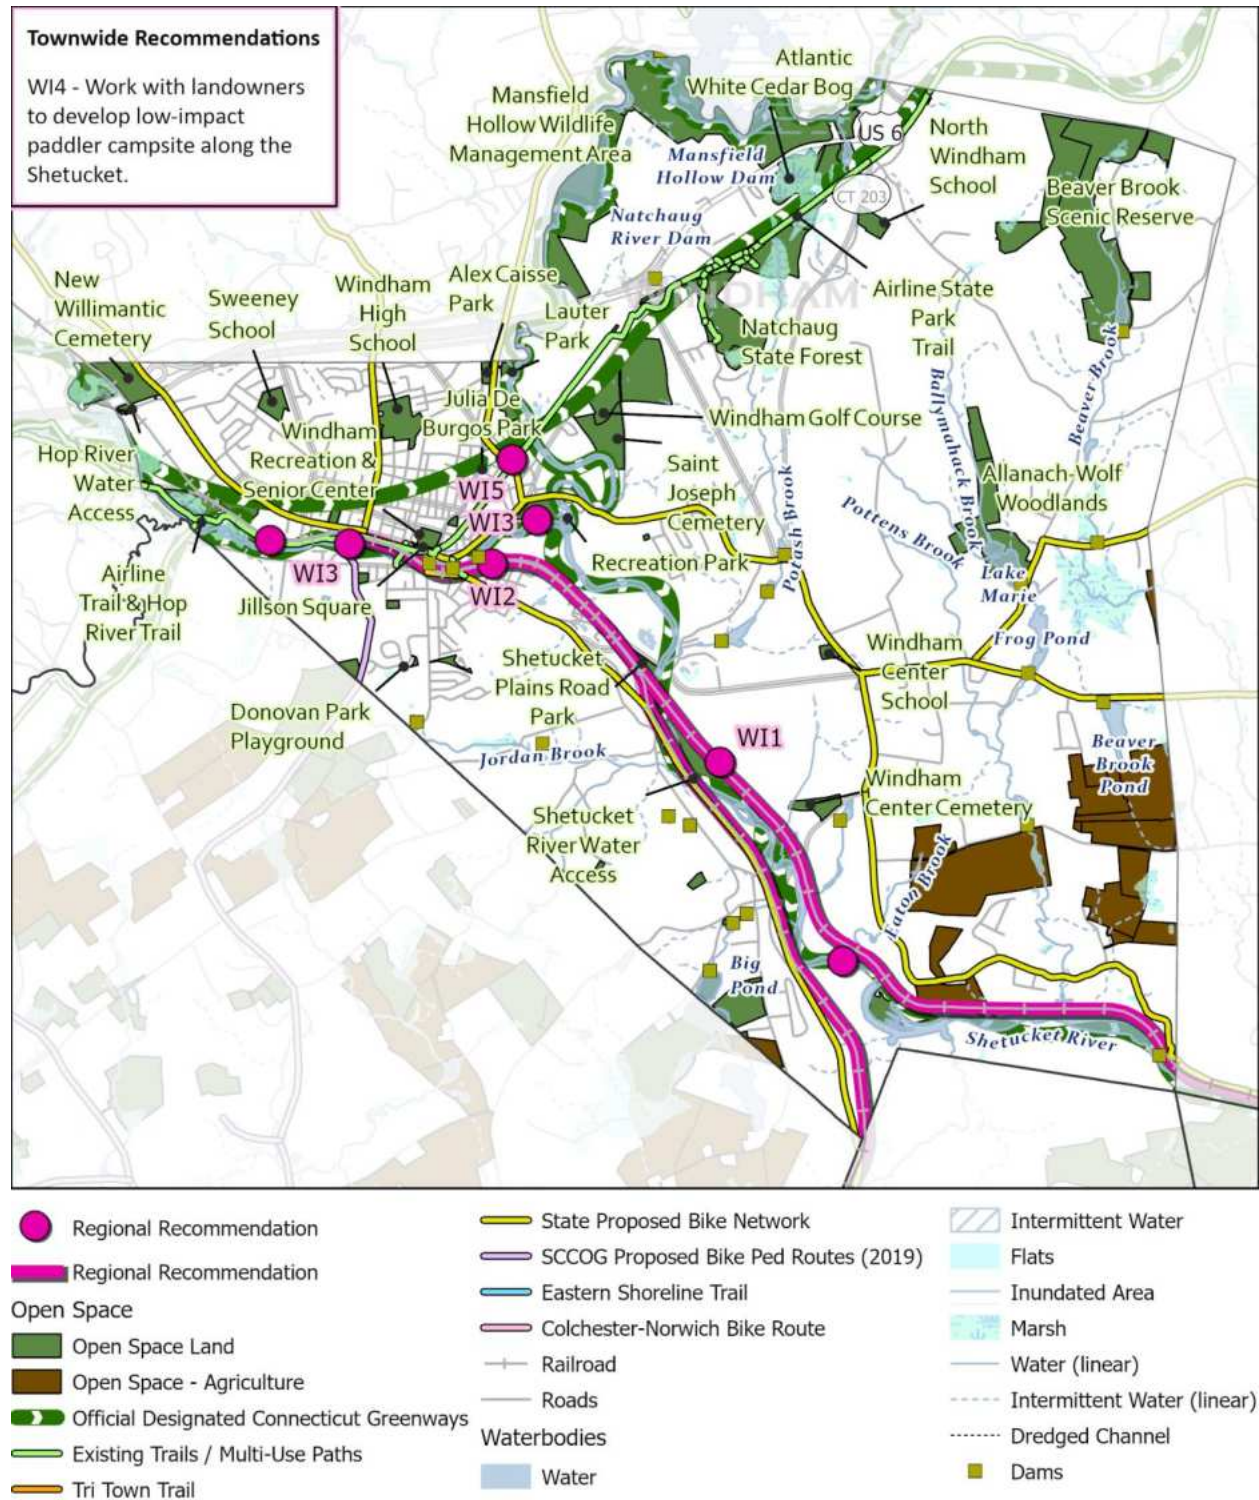 Townwide Recommendations
WI4 - Work with landowners
to develop low-impact
paddler campsite along the
Shetucket.
Atlantic
White Cedar Bog
Mansfield
Hollow Wildlife
Management Area
US 6
North
Windham
School
Mansfield
Hollow Dam
CT 203
Beaver Brook
Scenic Reserve
Natchaug
River Dam
New
Willimantic
Cemetery
Sweeney
School
Windham
High
School
Alex Caisse
Park
Lauter
Park
WINDHAM
Airline State
Park
Trail
Natchaug
State Forest
Beaver Brook
Ballymahack Brook
Julia De
Burgos Park
Windham Golf Course
Windham
Recreation &
Senior Center
Hop River
Water
Access
Saint
Joseph
Cemetery
Allanach-Wolf
Woodlands
WI5
WI3
Potash Brook
Pottens Brook
Recreation Park
Lake
Marie
WI3
WI2
Airline
Trail & Hop
River Trail
Jillson Square
Frog Pond
Shetucket
Plains Road
Park
Windham
Center
School
Donovan Park
Playground
WI1
Jordan Brook
Beaver
Brook
Pond
Windham
Center Cemetery
Shetucket
River Water
Access
Eaton Brook
Big
Pond
Shetucket River
Regional Recommendation
Regional Recommendation
Open Space
Open Space Land
Open Space - Agriculture
Official Designated Connecticut Greenways
Existing Trails / Multi-Use Paths
Tri Town Trail
State Proposed Bike Network
SCCOG Proposed Bike Ped Routes (2019)
Eastern Shoreline Trail
Colchester-Norwich Bike Route
Railroad
Roads
Waterbodies
Water
Intermittent Water
Flats
Inundated Area
Marsh
Water (linear)
Intermittent Water (linear)
Dredged Channel
Dams